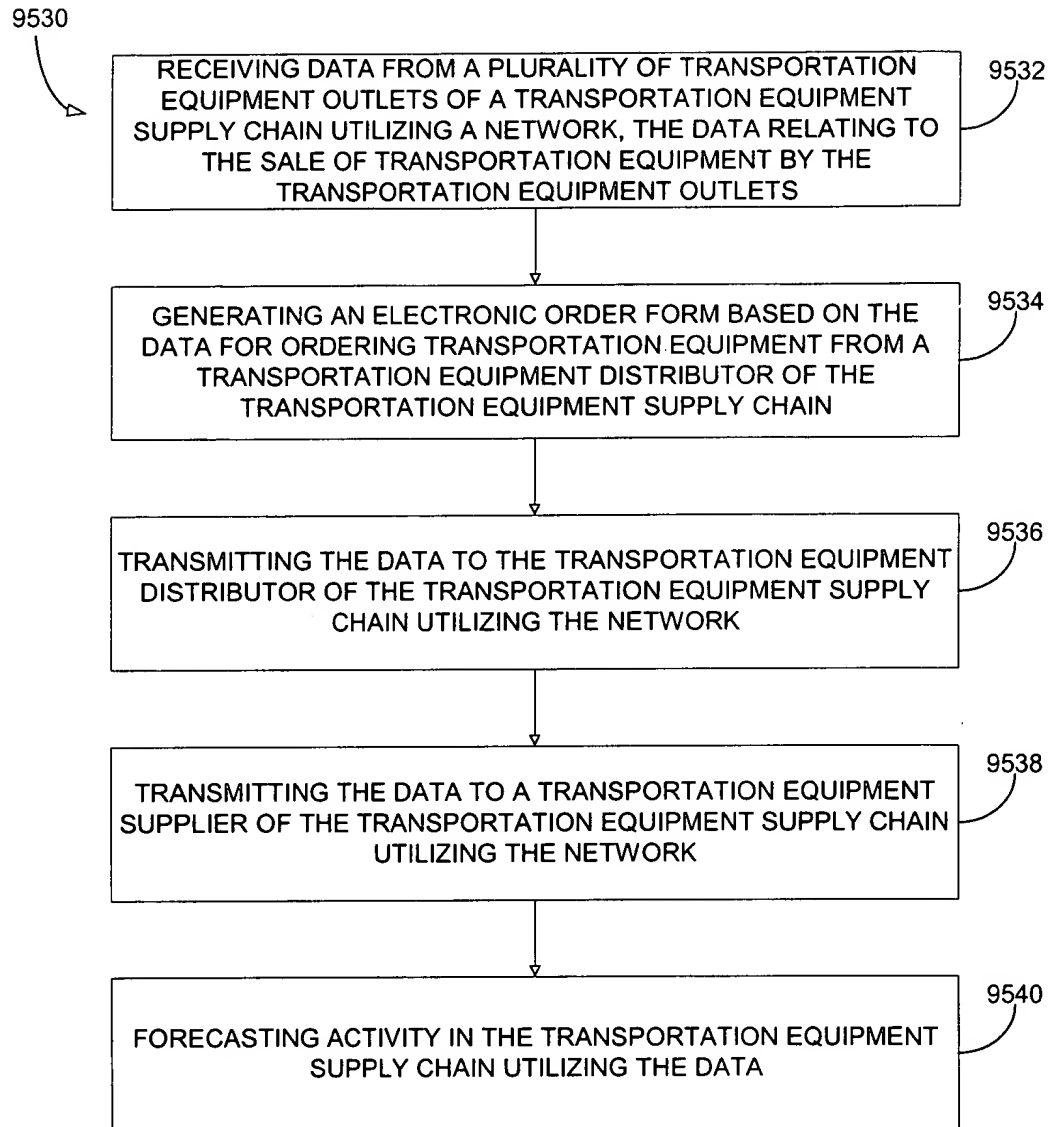 9530
RECEIVING DATA FROM A PLURALITY OF TRANSPORTATION
EQUIPMENT OUTLETS OF A TRANSPORTATION EQUIPMENT
SUPPLY CHAIN UTILIZING A NETWORK, THE DATA RELATING TO
THE SALE OF TRANSPORTATION EQUIPMENT BY THE
TRANSPORTATION EQUIPMENT OUTLETS
9532
GENERATING AN ELECTRONIC ORDER FORM BASED ON THE
DATA FOR ORDERING TRANSPORTATION EQUIPMENT FROM A
TRANSPORTATION EQUIPMENT DISTRIBUTOR OF THE
TRANSPORTATION EQUIPMENT SUPPLY CHAIN
9534
TRANSMITTING THE DATA TO THE TRANSPORTATION EQUIPMENT
DISTRIBUTOR OF THE TRANSPORTATION EQUIPMENT SUPPLY
CHAIN UTILIZING THE NETWORK
9536
TRANSMITTING THE DATA TO A TRANSPORTATION EQUIPMENT
SUPPLIER OF THE TRANSPORTATION EQUIPMENT SUPPLY CHAIN
UTILIZING THE NETWORK
9538
FORECASTING ACTIVITY IN THE TRANSPORTATION EQUIPMENT
SUPPLY CHAIN UTILIZING THE DATA
9540